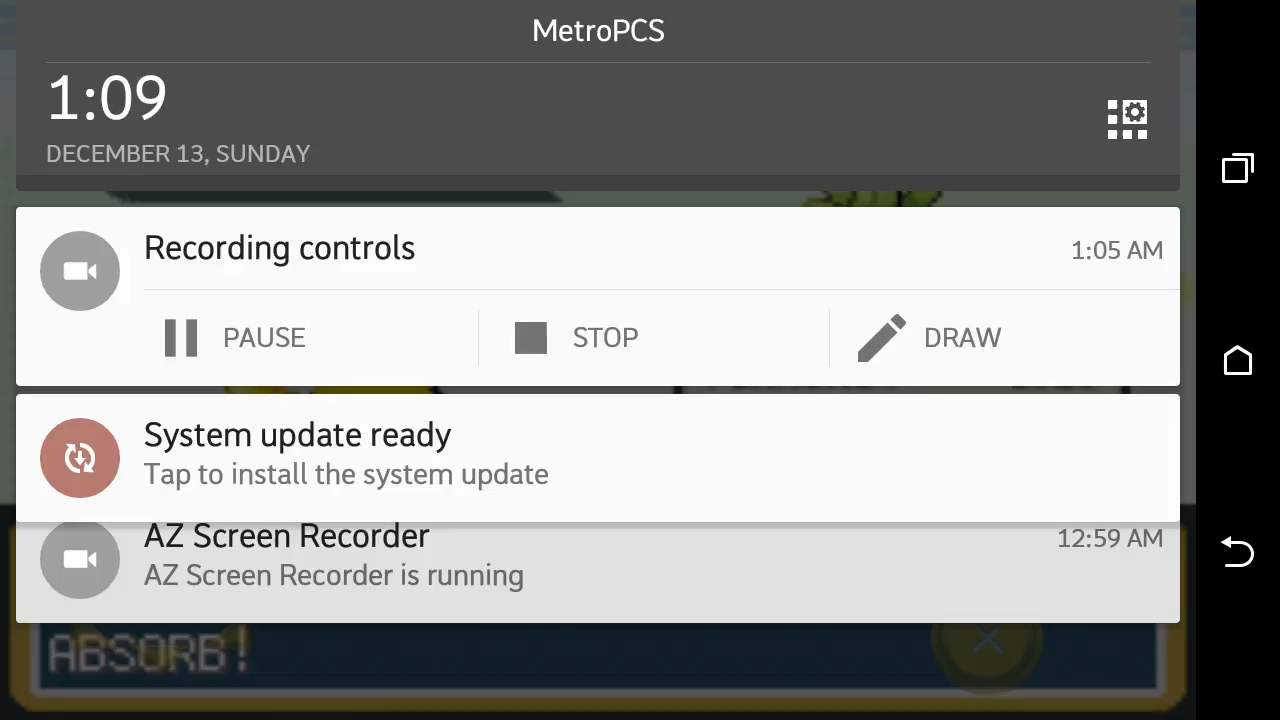 MetroPCS
1:09
DECEMBER 13, SUNDAY
Recording controls
1:05 AM
PAUSE
STOP
DRAW
System update ready
Tap to install the system update
AZ Screen Recorder
12:59 AM
AZ Screen Recorder is running
ABSORB!